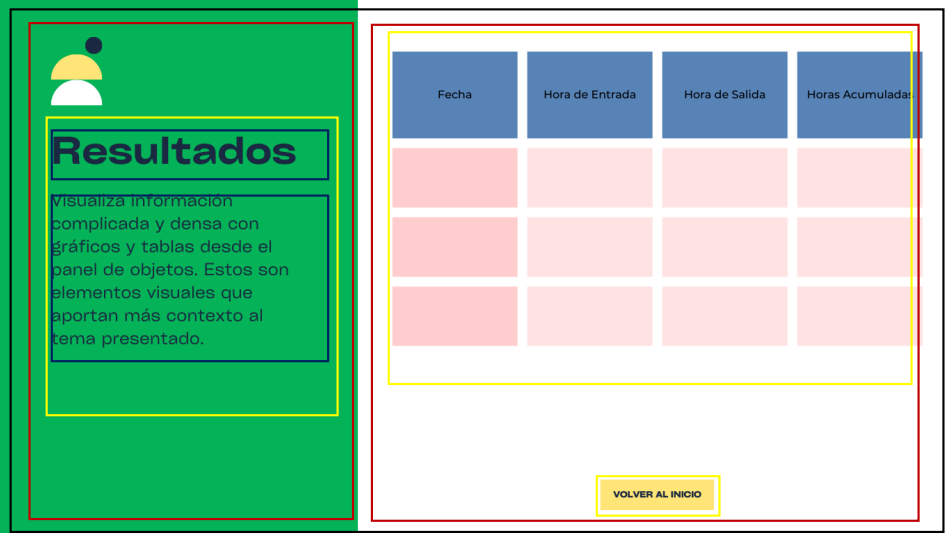 Resultados
Visualiza información
complicada y densa con
gráficos y tablas desde el
panel de objetos. Estos son
elementos visuales que
aportan más contexto al
tema presentado.
Fecha
Hora de Entrada
Hora de Salida
Horas Acumuladas
VOLVER AL INICIO